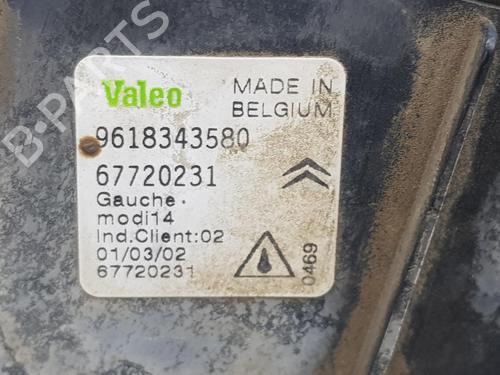 Valeo
MADE IN
BELGIUM
9618343580
67720231
Gauche.
modi14
Ind.Client:02
01/03/02
67720231
0469
B-PARTS